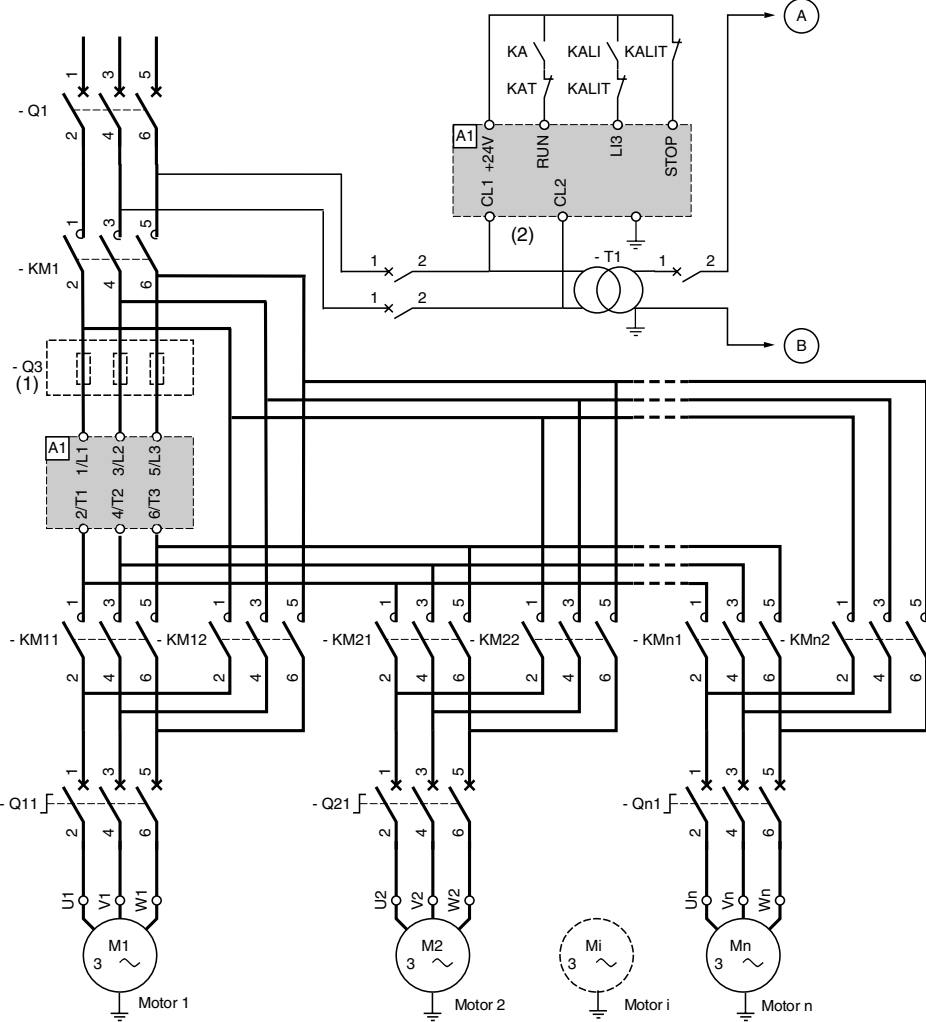 A
KA KALI KALIT
KAT KALIT
1 3 5
- Q1
2 4 6
A1 +24V RUN LI3 STOP
CL1 CL2
(2)
1 3 5
- KM1
2 4 6
1 2
- T1
1 2
1 2
B
- Q3
(1)
A1 1/L1 3/L2 5/L3
2/T1 4/T2 6/T3
1 3 5 1 3 5 1 3 5 1 3 5 1 3 5 1 3 5
- KM11 - KM12 - KM21 - KM22 - KMn1 - KMn2
2 4 6 2 4 6 2 4 6 2 4 6 2 4 6 2 4 6
1 3 5 1 3 5 1 3 5
- Q11 - Q21 - Qn1
2 4 6 2 4 6 2 4 6
U1 V1 W1 U2 V2 W2 Un Vn Wn
M1 M2 Mi Mn
3 3 3 3
Motor 1 Motor 2 Motor i Motor n